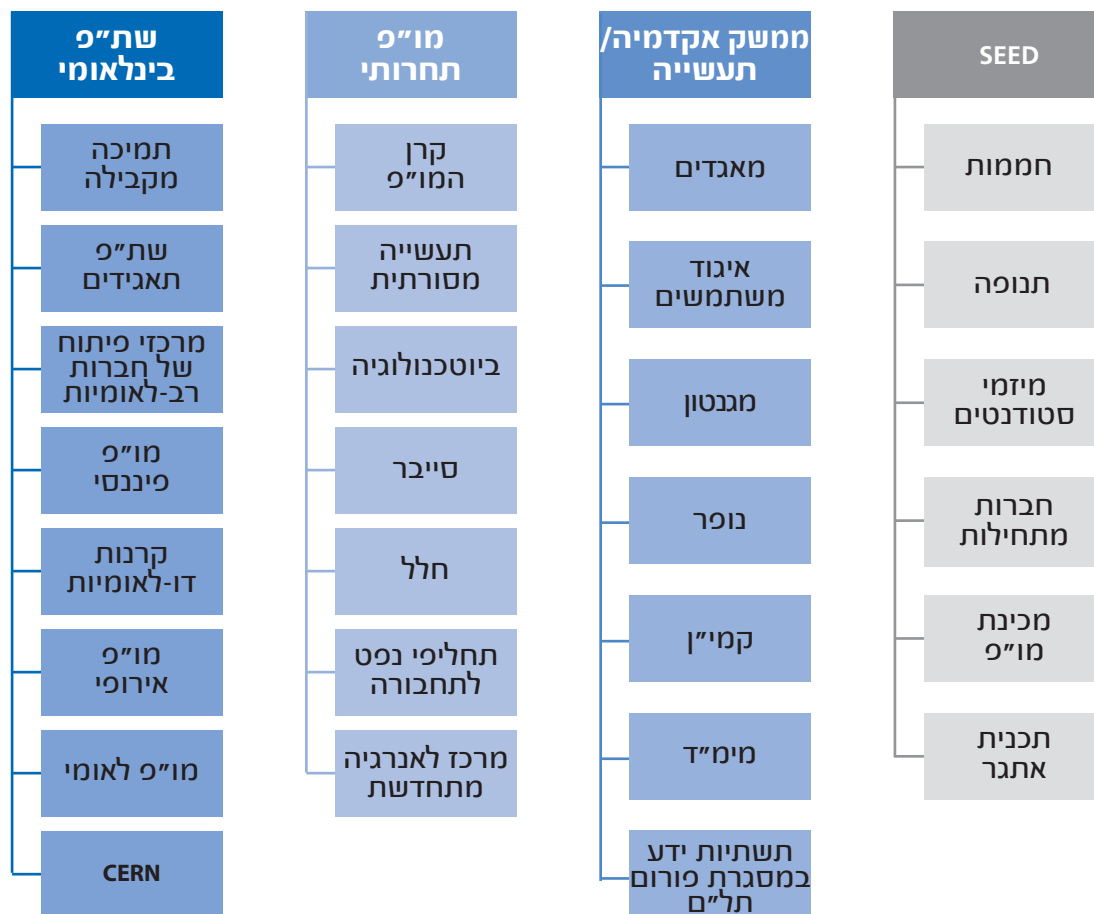 SEED
חממות
תנופה
מיזמי
סטודנטים
חברות
מתחילות
מכינת
מו״פ
תכנית
אתגר
ממשק אקדמיה/
תעשייה
מאגדים
איגוד
משתמשים
מגנטון
נופר
קמי״ן
מימ״ד
תשתיות ידע
במסגרת פורום
תל״ם
מו״פ
תחרותי
קרן
המו״פ
תעשייה
מסורתית
ביוטכנולוגיה
סייבר
חלל
תחליפי נפט
לתחבורה
מרכז לאנרגיה
מתחדשת
שת״פ
בינלאומי
תמיכה
מקבילה
שת״פ
תאגידים
מרכזי פיתוח
של חברות
רב-לאומיות
מו״פ
פיננסי
קרנות
דו-לאומיות
מו״פ
אירופי
מו״פ לאומי
CERN